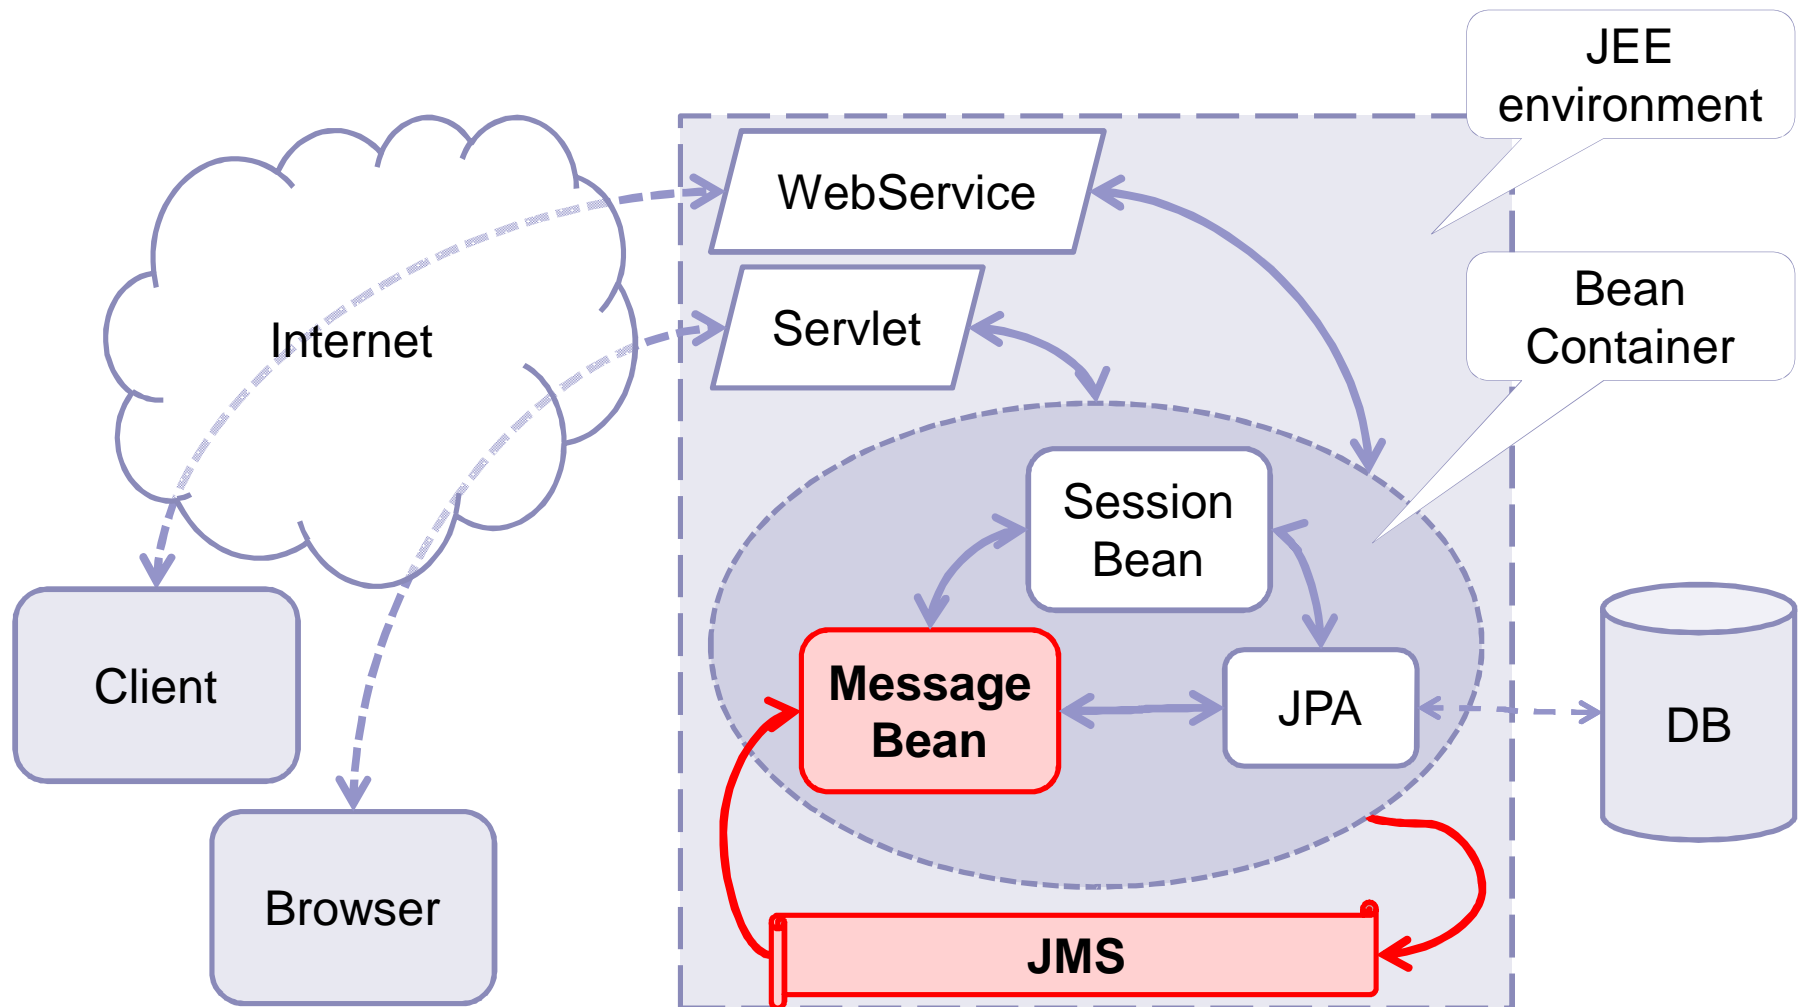 JEE
environment
WebService
Servlet
Internet
Bean
Container
Session
Bean
Client
Message
Bean
JPA
DB
Browser
JMS